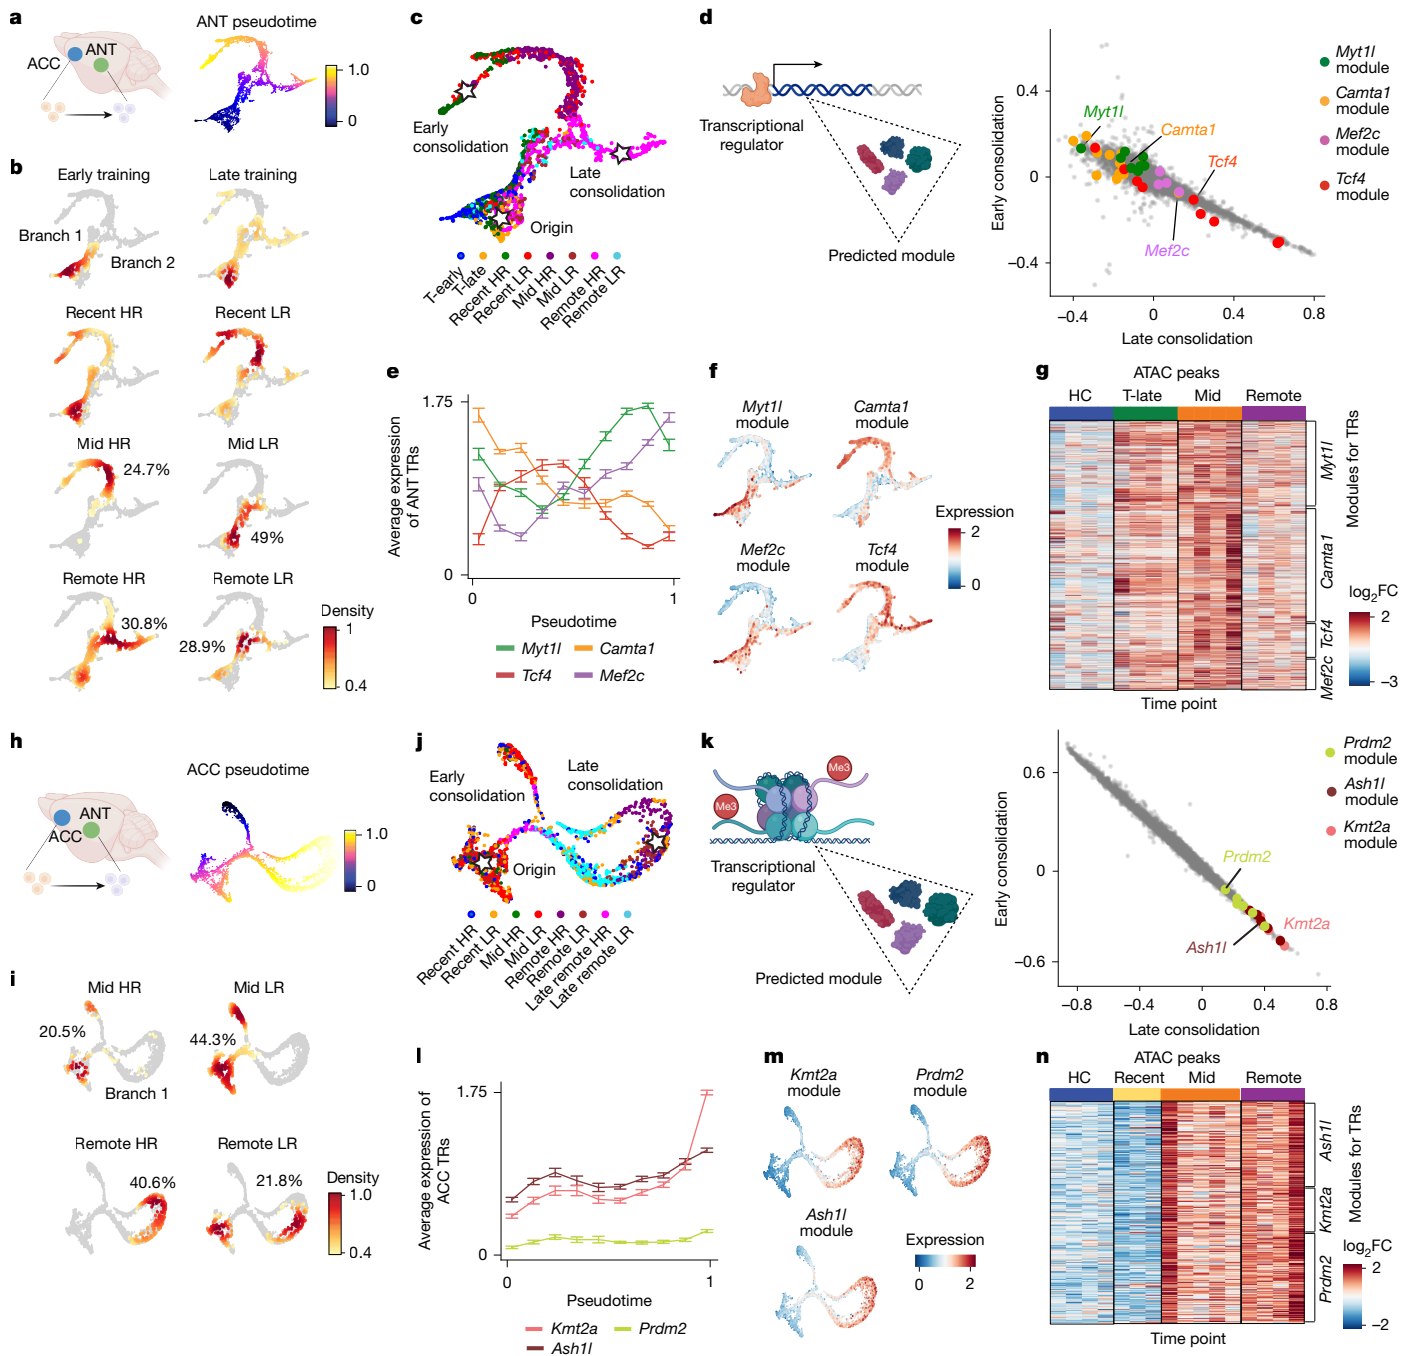 a
ACC
ANT
ANT pseudotime
1.0
0
b
Early training
Late training
Branch 1
Branch 2
Recent HR
Recent LR
Mid HR
Mid LR
24.7%
49%
Remote HR
Remote LR
30.8%
28.9%
Density
1
0.4
c
Early
consolidation
Late
consolidation
Origin
T-early
T-late
Recent HR
Recent LR
Mid HR
Mid LR
Remote HR
Remote LR
d
Transcriptional
regulator
Predicted module
Early consolidation
0.4
0
−0.4
−0.4
0
0.4
0.8
Late consolidation
Myt1l
Camta1
Tcf4
Mef2c
Myt1l
module
Camta1
module
Mef2c
module
Tcf4
module
e
Average expression
of ANT TRs
1.75
0
0
1
Pseudotime
Myt1l
Camta1
Tcf4
Mef2c
f
Myt1l
module
Camta1
module
Mef2c
module
Tcf4
module
Expression
2
0
g
ATAC peaks
HC
T-late
Mid
Remote
Myt1l
Camta1
Tcf4
Mef2c
Modules for TRs
Time point
log2FC
2
−3
h
ANT
ACC
ACC pseudotime
1.0
0
i
Mid HR
Mid LR
20.5%
44.3%
Branch 1
Remote HR
Remote LR
40.6%
21.8%
Density
1.0
0.4
j
Early
consolidation
Late
consolidation
Origin
Recent HR
Recent LR
Mid HR
Mid LR
Remote HR
Remote LR
Late remote HR
Late remote LR
k
Me3
Me3
Transcriptional
regulator
Predicted module
Early consolidation
0.6
0
−0.6
−0.8
−0.4
0
0.4
0.8
Late consolidation
Prdm2
Kmt2a
Ash1l
Prdm2
module
Ash1l
module
Kmt2a
module
l
Average expression of
ACC TRs
1.75
0
0
1
Pseudotime
Kmt2a
Prdm2
Ash1l
m
Kmt2a
module
Prdm2
module
Ash1l
module
Expression
0
2
n
ATAC peaks
HC
Recent
Mid
Remote
Ash1l
Kmt2a
Prdm2
Modules for TRs
Time point
log2FC
2
−2